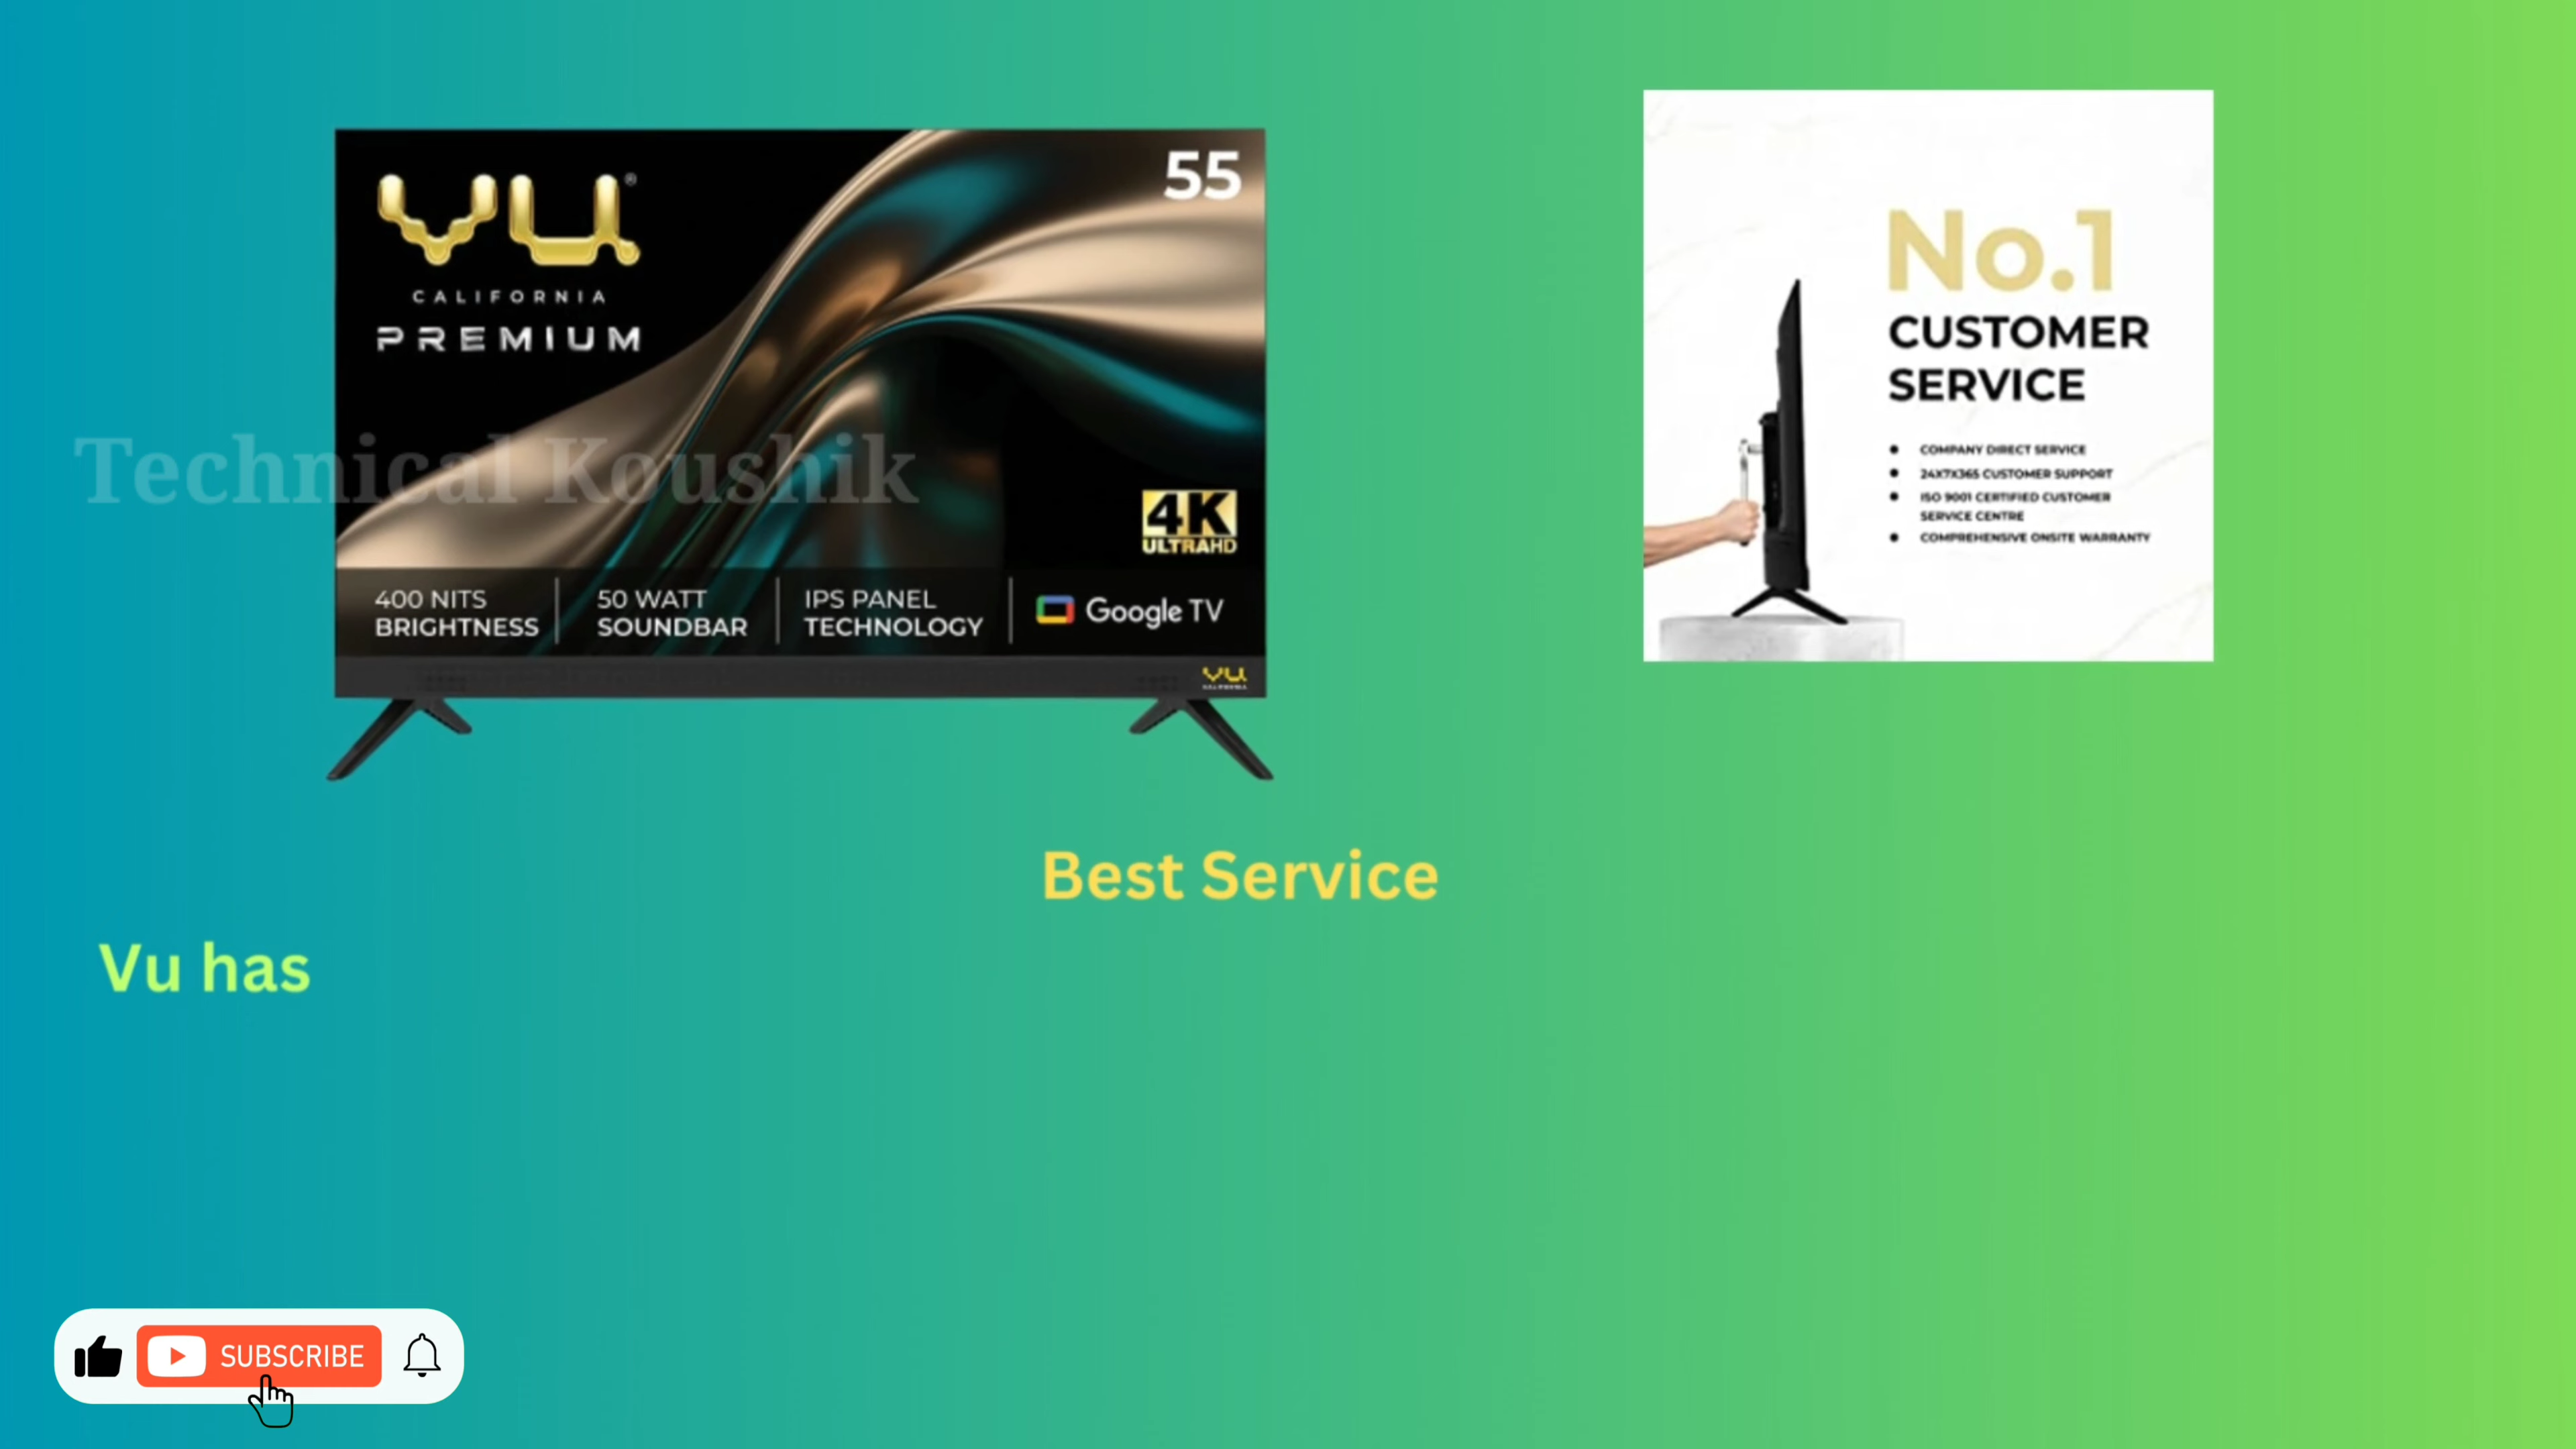 VU
CALIFORNIA
PREMIUM
55
Technical Koushik
4K
ULTRAHD
400 NITS
BRIGHTNESS
50 WATT
SOUNDBAR
IPS PANEL
TECHNOLOGY
Google TV
VU
No.1
CUSTOMER
SERVICE
COMPANY DIRECT SERVICE
24X7X365 CUSTOMER SUPPORT
ISO 9001 CERTIFIED CUSTOMER
SERVICE CENTRE
COMPREHENSIVE ONSITE WARRANTY
Best Service
Vu has
SUBSCRIBE